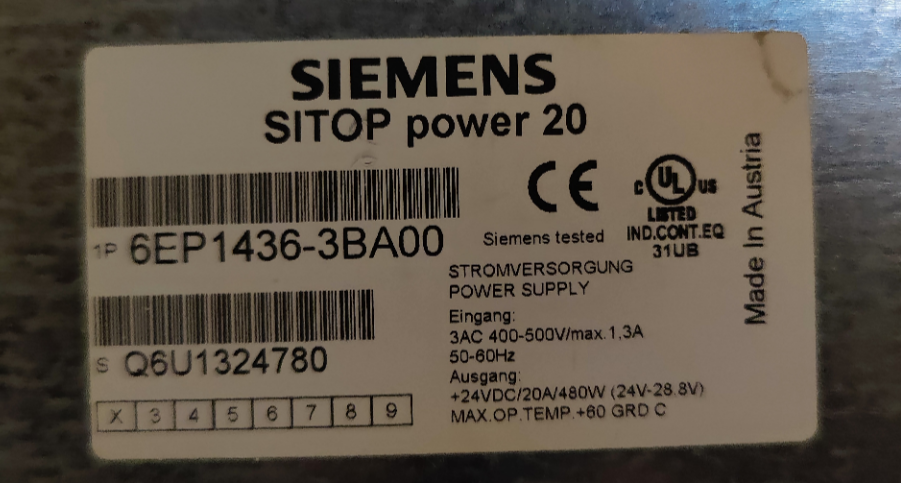 SIEMENS
SITOP power 20
1P 6EP1436-3BA00
S Q6U1324780
X 3 4 5 6 7 8 9
CE
Siemens tested
C UL US
LISTED
IND.CONT.EQ
31UB
STROMVERSORGUNG
POWER SUPPLY
Eingang:
3AC 400-500V/max.1,3A
50-60Hz
Ausgang:
+24VDC/20A/480W (24V-28.8V)
MAX.OP.TEMP.+60 GRD C
Made In Austria